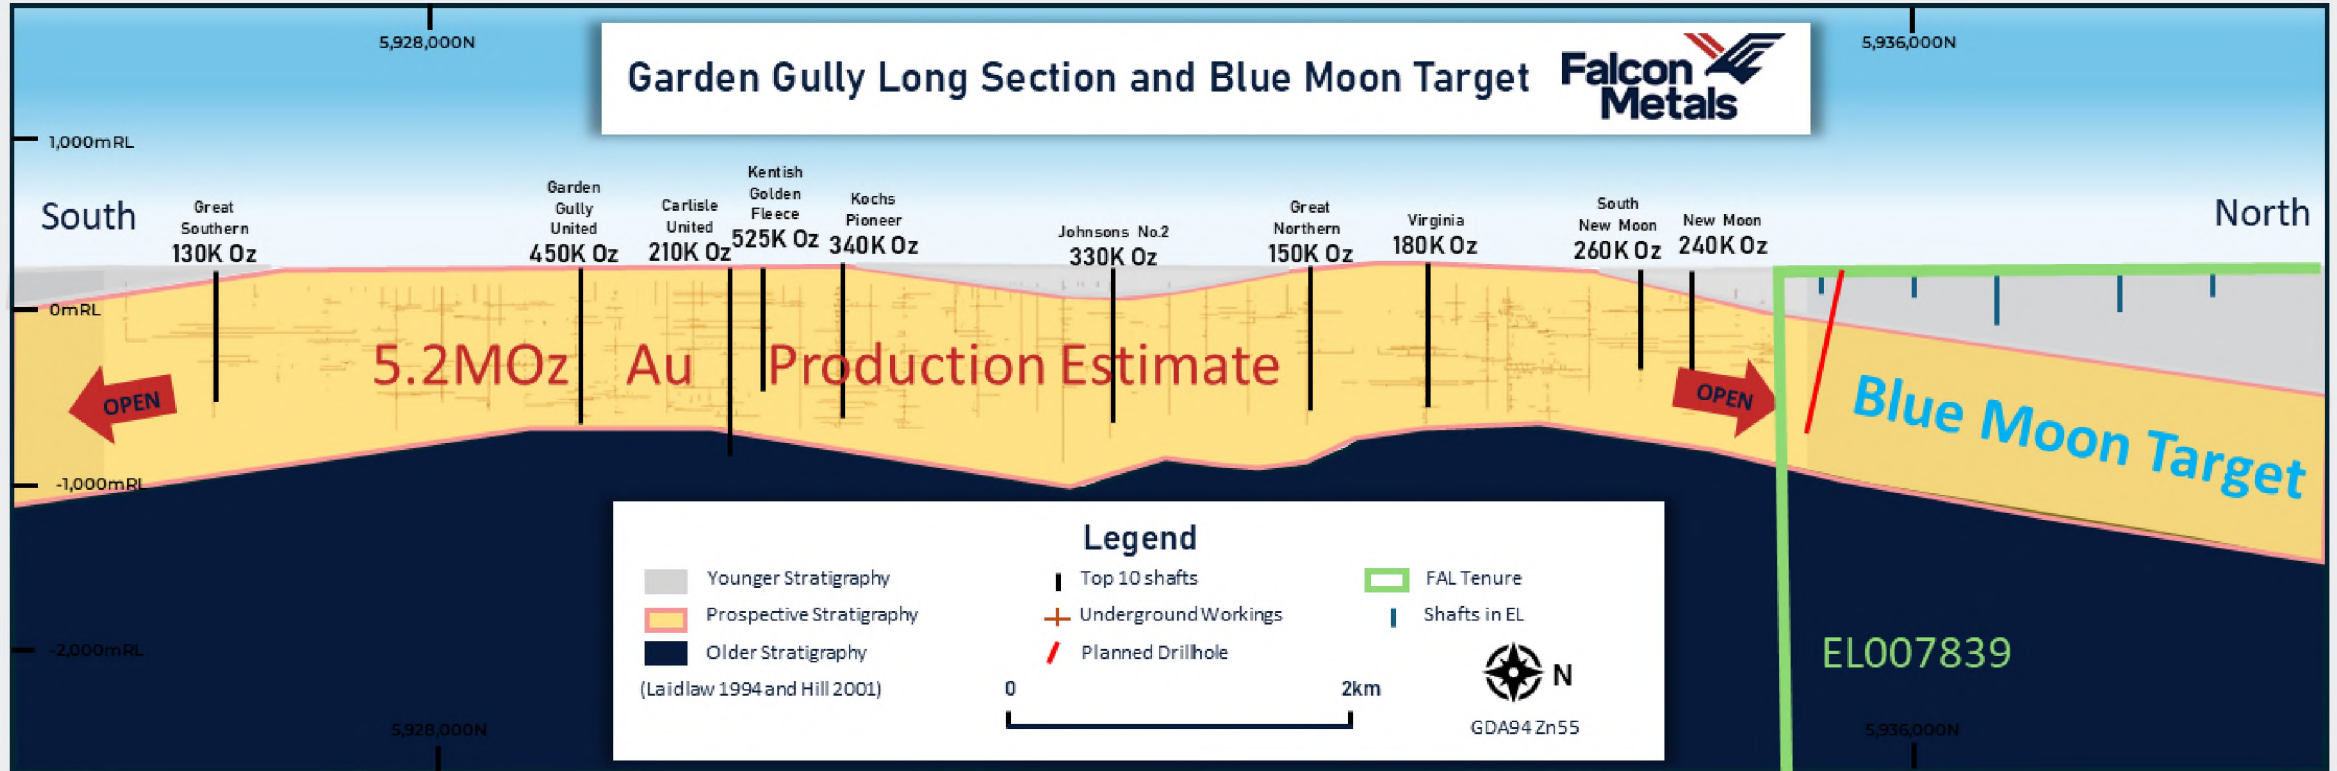 5,928,000N
5,936,000N
Garden Gully Long Section and Blue Moon Target
Falcon
Metals
1,000mRL
South
North
Great
Southern
130K Oz
Garden
Gully
United
450K Oz
Carlisle
United
210K Oz
Kentish
Golden
Fleece
525K Oz
Kochs
Pioneer
340K Oz
Johnsons No.2
330K Oz
Great
Northern
150K Oz
Virginia
180K Oz
South
New Moon
260K Oz
New Moon
240K Oz
0mRL
5.2MOz Au Production Estimate
OPEN
OPEN
Blue Moon Target
-1,000mRL
-2,000mRL
Legend
Younger Stratigraphy
Prospective Stratigraphy
Older Stratigraphy
(Laidlaw 1994 and Hill 2001)
Top 10 shafts
Underground Workings
Planned Drillhole
0 2km
FAL Tenure
Shafts in EL
N
GDA94 Zn55
EL007839
5,928,000N
5,936,000N